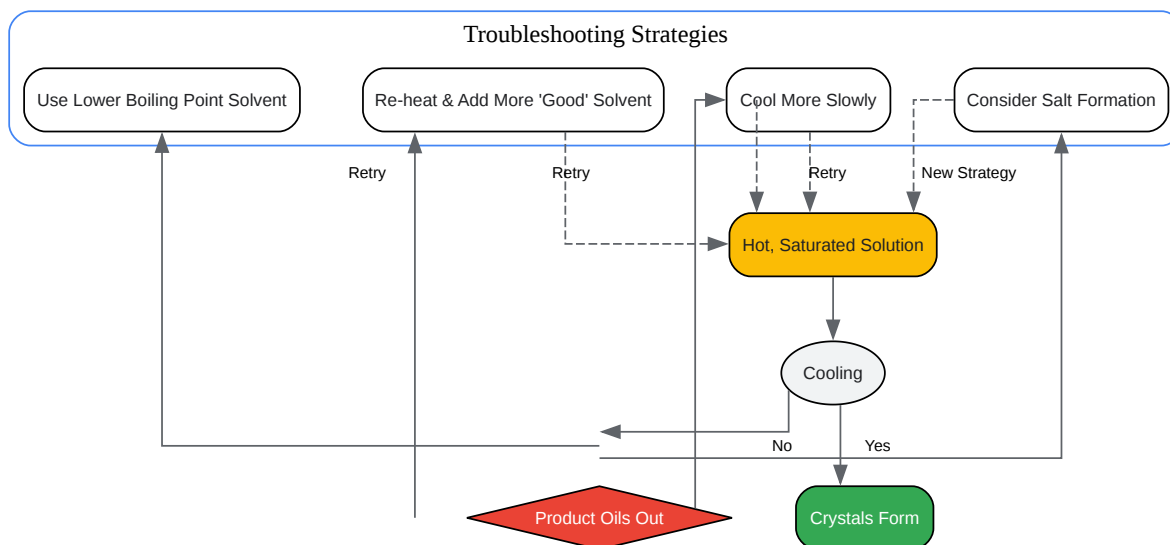 Troubleshooting Strategies
Use Lower Boiling Point Solvent
Re-heat & Add More 'Good' Solvent
Cool More Slowly
Consider Salt Formation
Retry
Retry
Retry
New Strategy
Hot, Saturated Solution
Cooling
No
Yes
Product Oils Out
Crystals Form